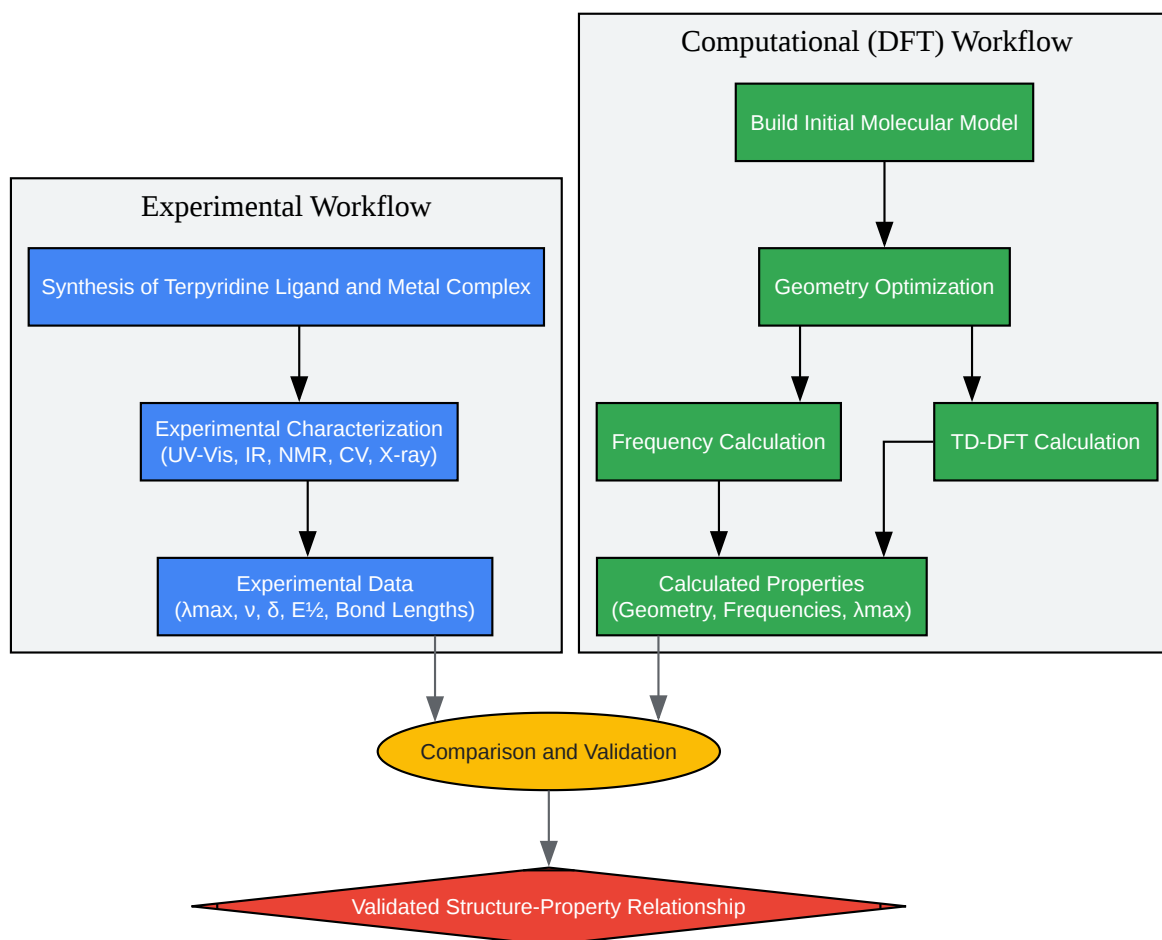 Computational (DFT) Workflow
Build Initial Molecular Model
Experimental Workflow
Synthesis of Terpyridine Ligand and Metal Complex
Geometry Optimization
Experimental Characterization
(UV-Vis, IR, NMR, CV, X-ray)
Frequency Calculation
TD-DFT Calculation
Experimental Data
(λmax, ν, δ, E½, Bond Lengths)
Calculated Properties
(Geometry, Frequencies, λmax)
Comparison and Validation
Validated Structure-Property Relationship